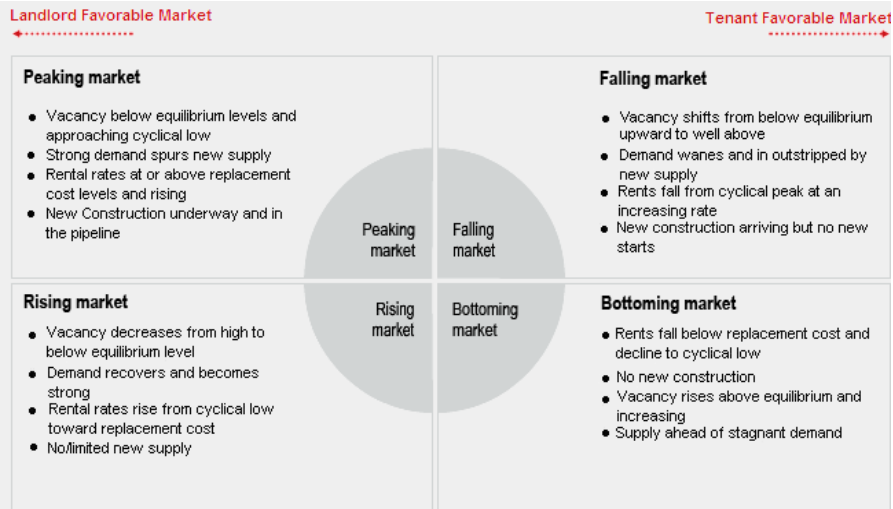 Landlord Favorable Market
Tenant Favorable Market
Peaking market
● Vacancy below equilibrium levels and
approaching cyclical low
● Strong demand spurs new supply
● Rental rates at or above replacement
cost levels and rising
● New Construction underway and in
the pipeline
Falling market
● Vacancy shifts from below equilibrium
upward to well above
● Demand wanes and in outstripped by
new supply
● Rents fall from cyclical peak at an
increasing rate
● New construction arriving but no new
starts
Peaking
market
Falling
market
Rising
market
Bottoming
market
Rising market
● Vacancy decreases from high to
below equilibrium level
● Demand recovers and becomes
strong
● Rental rates rise from cyclical low
toward replacement cost
● No/limited new supply
Bottoming market
● Rents fall below replacement cost and
decline to cyclical low
● No new construction
● Vacancy rises above equilibrium and
increasing
● Supply ahead of stagnant demand